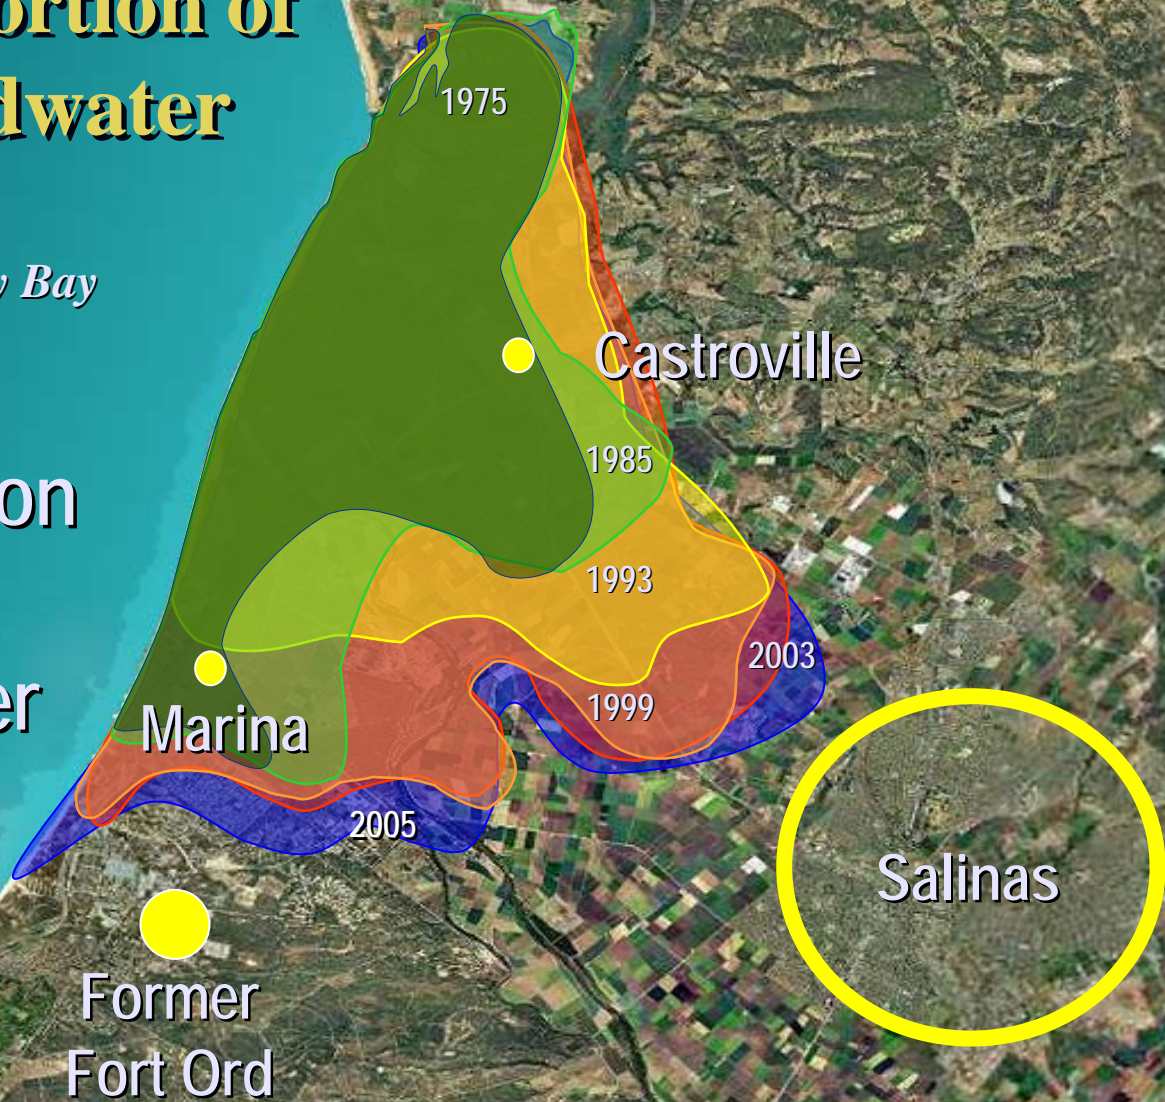 ortion of
dwater
1975
y Bay
Castroville
1985
on
1993
2003
er
1999
Marina
2005
Salinas
Former
Fort Ord